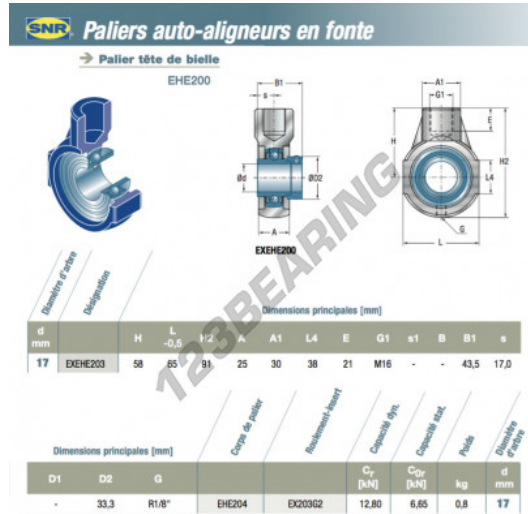 SNR Paliers auto-aligneurs en fonte
Palier tête de bielle
EHE200
B1
s
Ød
ØD2
A
EXEHE200
A1
G1
E
H
H2
L4
G
L
123BEARING
Diamètre d'arbre
Désignation
Dimensions principales [mm]
d mm H L -0,5 H2 A A1 L4 E G1 s1 B B1 s
17 EXEHE203 58 65 91 25 30 38 21 M16 - - 43,5 17,0
Dimensions principales [mm]
Corps de palier
Roulement-insert
Capacité dyn.
Capacité stat.
Poids
Diamètre d'arbre
D1 D2 G Cr [kN] C0r [kN] kg d mm
- 33,3 R1/8" EHE204 EX203G2 12,80 6,65 0,8 17